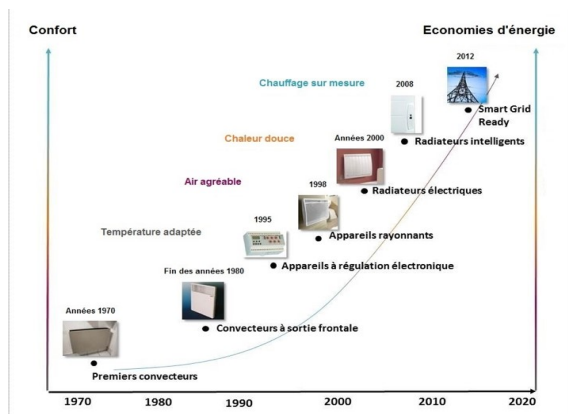 Confort
Economies d'énergie
2012
Chauffage sur mesure
2008
Smart Grid
Ready
Chaleur douce
Années 2000
Radiateurs intelligents
Air agréable
1998
Radiateurs électriques
1995
Température adaptée
Appareils rayonnants
Fin des années 1980
Appareils à régulation électronique
Années 1970
Convecteurs à sortie frontale
Premiers convecteurs
1970 1980 1990 2000 2010 2020